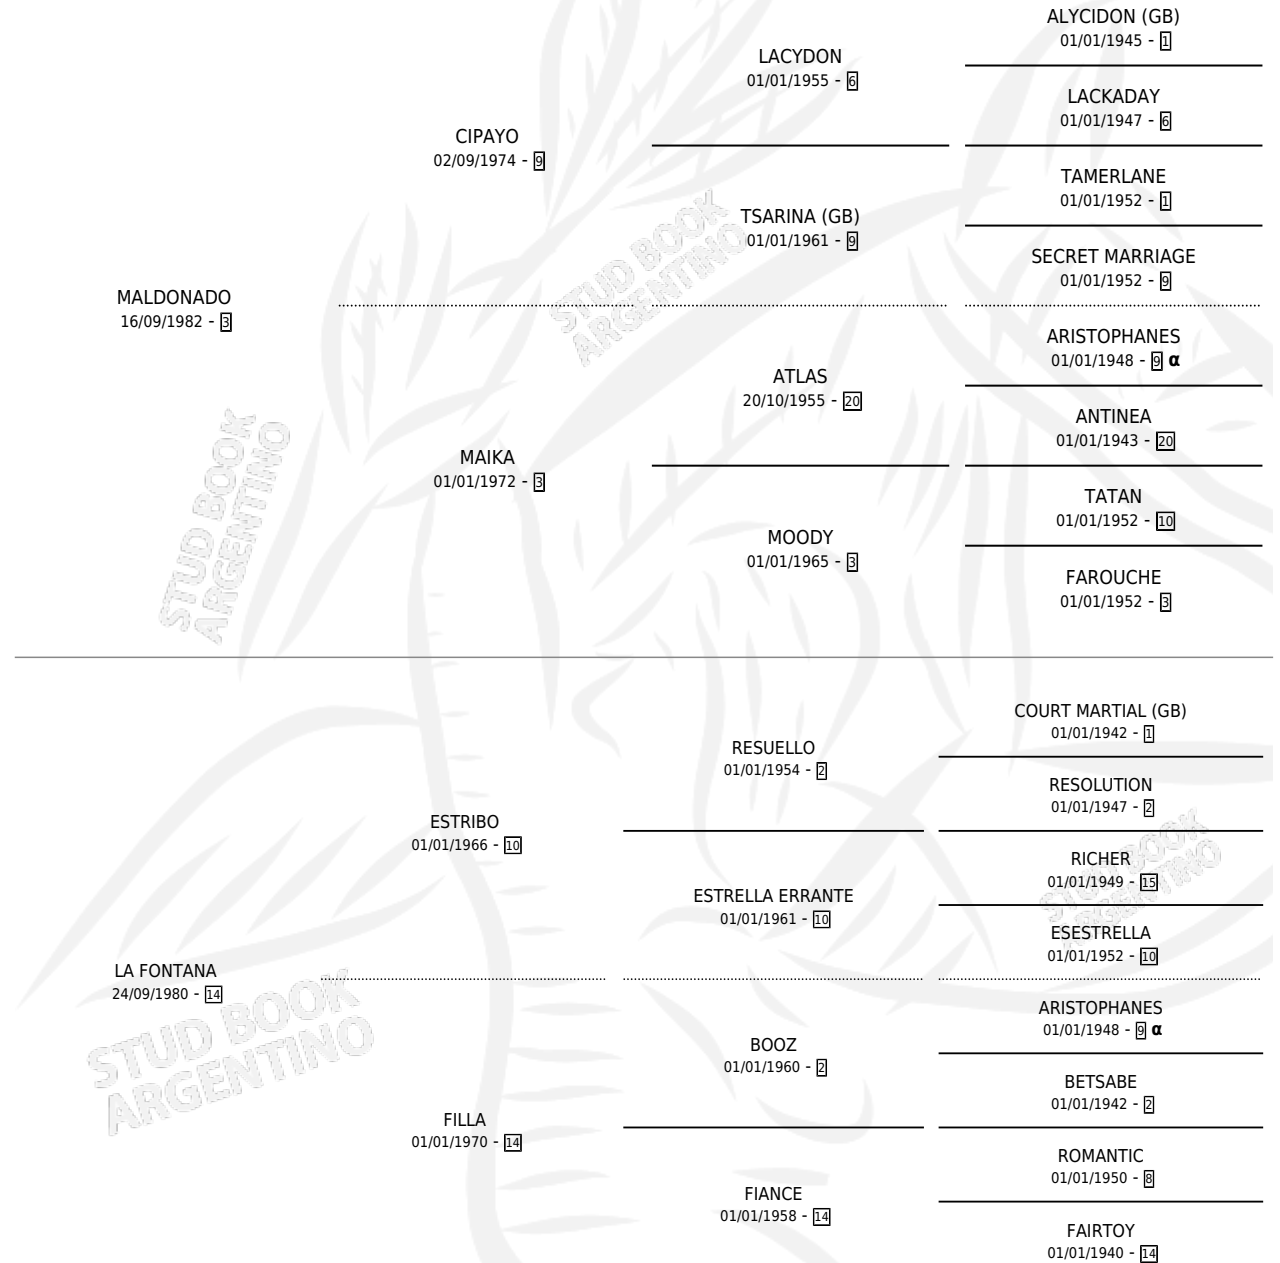 ALYCIDON (GB)
01/01/1945 - 1
LACYDON
01/01/1955 - 6
LACKADAY
01/01/1947 - 6
CIPAYO
02/09/1974 - 9
TAMERLANE
01/01/1952 - 1
TSARINA (GB)
01/01/1961 - 9
SECRET MARRIAGE
01/01/1952 - 9
MALDONADO
16/09/1982 - 3
ARISTOPHANES
01/01/1948 - 9 α
ATLAS
20/10/1955 - 20
ANTINEA
01/01/1943 - 20
MAIKA
01/01/1972 - 3
TATAN
01/01/1952 - 10
MOODY
01/01/1965 - 3
FAROUCHE
01/01/1952 - 3
STUD BOOK
ARGENTINO
STUD BOOK
ARGENTINO
COURT MARTIAL (GB)
01/01/1942 - 1
RESUELLO
01/01/1954 - 2
RESOLUTION
01/01/1947 - 2
ESTRIBO
01/01/1966 - 10
RICHER
01/01/1949 - 15
ESTRELLA ERRANTE
01/01/1961 - 10
ESESTRELLA
01/01/1952 - 10
LA FONTANA
24/09/1980 - 14
ARISTOPHANES
01/01/1948 - 9 α
BOOZ
01/01/1960 - 2
BETSABE
01/01/1942 - 2
FILLA
01/01/1970 - 14
ROMANTIC
01/01/1950 - 8
FIANCE
01/01/1958 - 14
FAIRTOY
01/01/1940 - 14
STUD BOOK
ARGENTINO
STUD BOOK
ARGENTINO